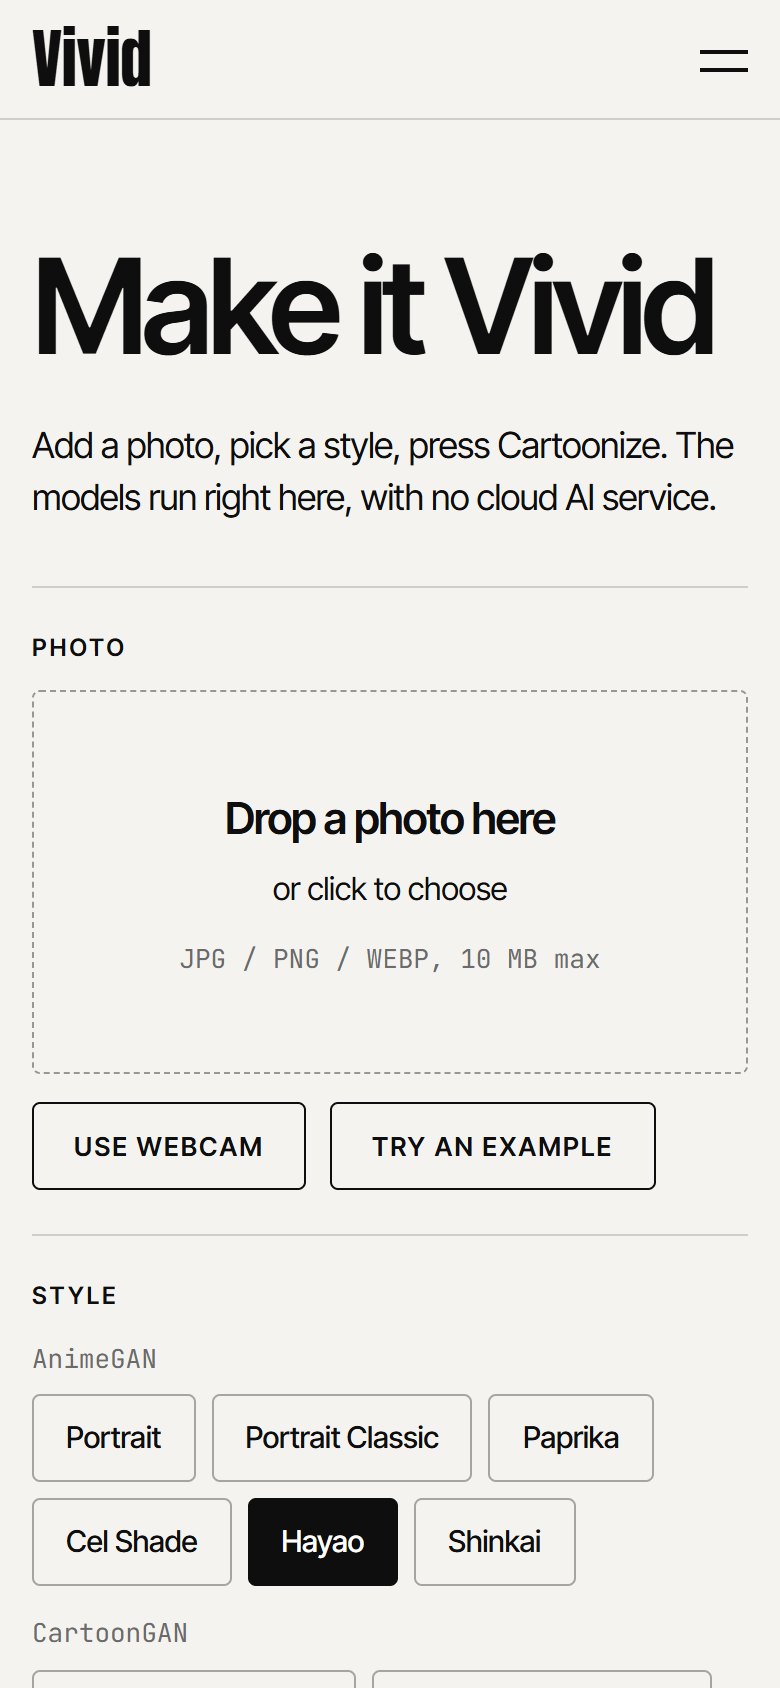 Vivid
Make it Vivid
Add a photo, pick a style, press Cartoonize. The
models run right here, with no cloud AI service.
PHOTO
Drop a photo here
or click to choose
JPG / PNG / WEBP, 10 MB max
USE WEBCAM TRY AN EXAMPLE
STYLE
AnimeGAN
Portrait Portrait Classic Paprika
Cel Shade Hayao Shinkai
CartoonGAN